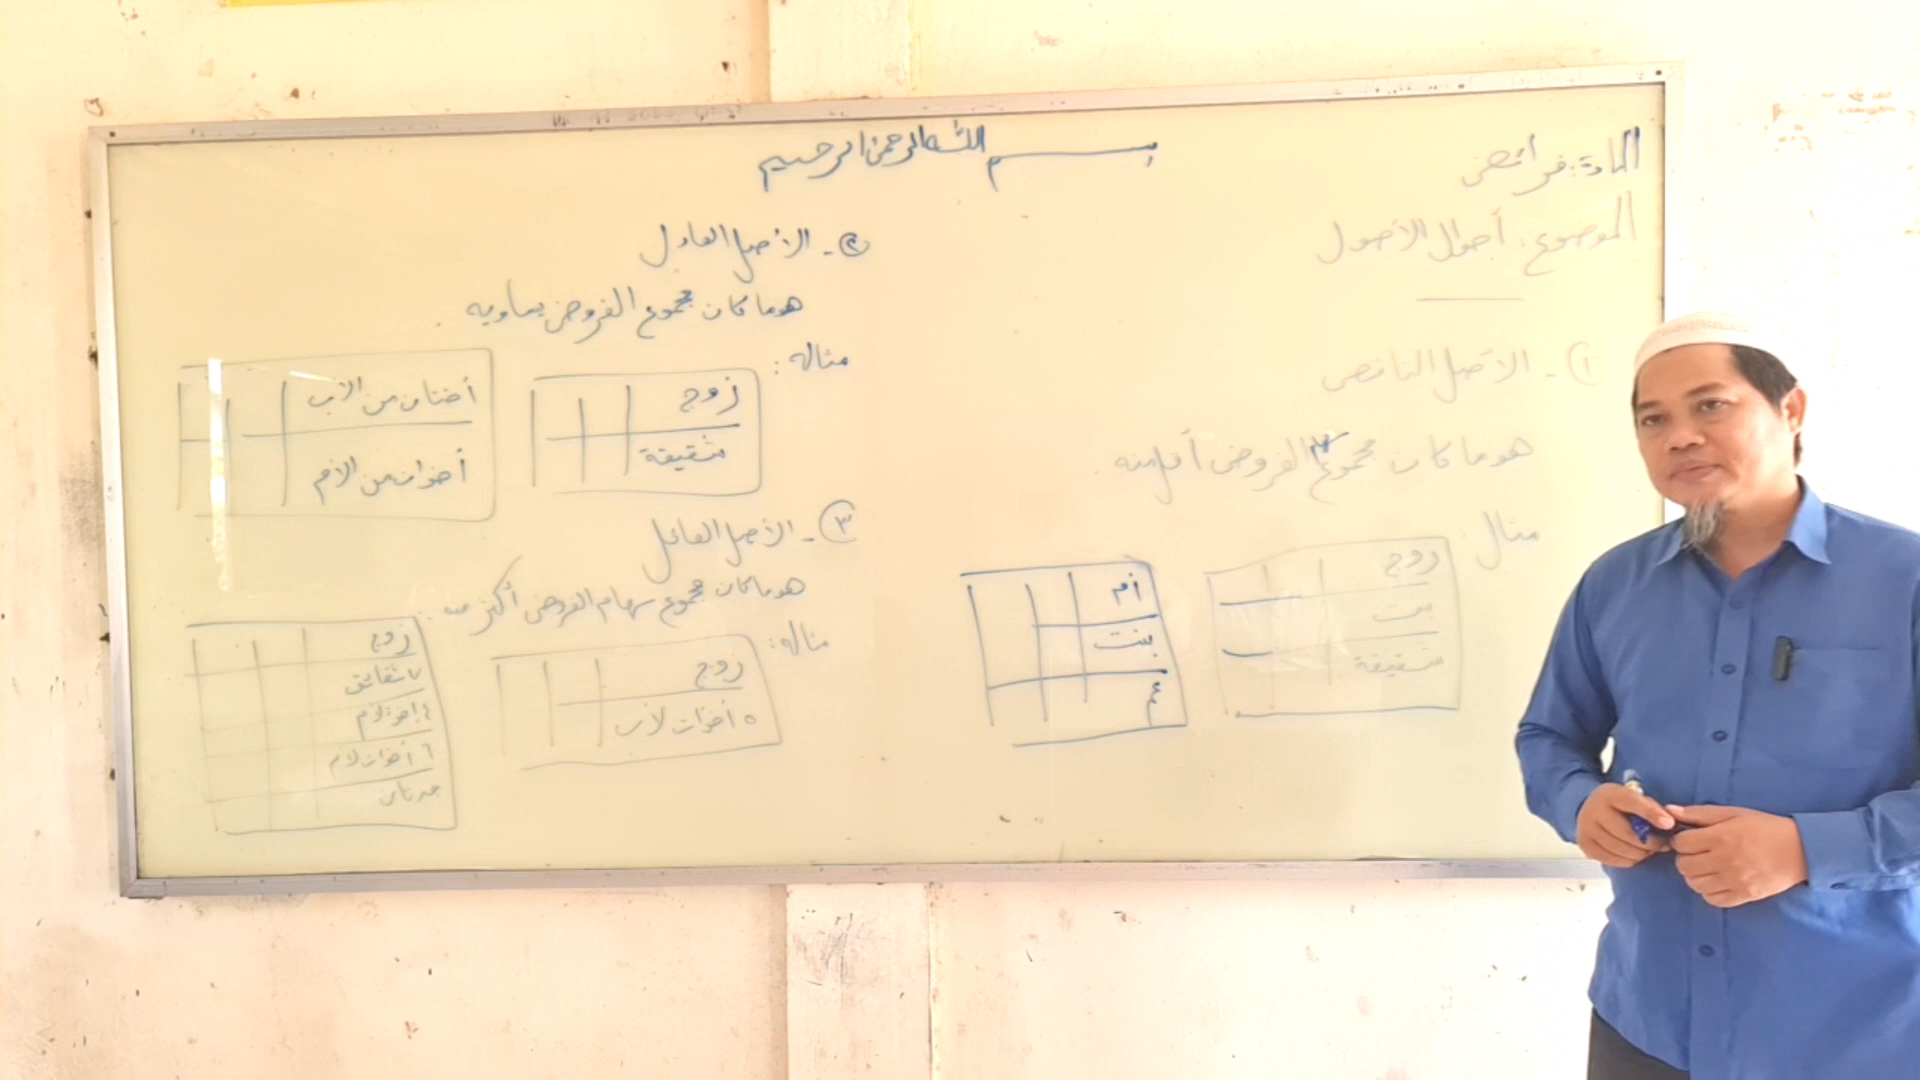 بسم الله الرحمن الرحيم
المادة: فرائض
الموضوع: أحوال الأصول
١- الأصل الناقص
هو ما كان مجموع الفروض أقل منه
مثال:
زوج
بنت
شقيقة
أم
بنت
عم
٢- الأصل العادل
هو ما كان مجموع الفروض يساويه.
مثاله:
زوج
شقيقة
أختان من الأب
أخوات من الأم
٣- الأصل العائل
هو ما كان مجموع سهام الفروض أكثر منه.
مثاله:
زوج
٥ أخوات لأب
زوج
٧ شقائق
٤ إخوة لأم
٦ أخوات لأم
جدتان